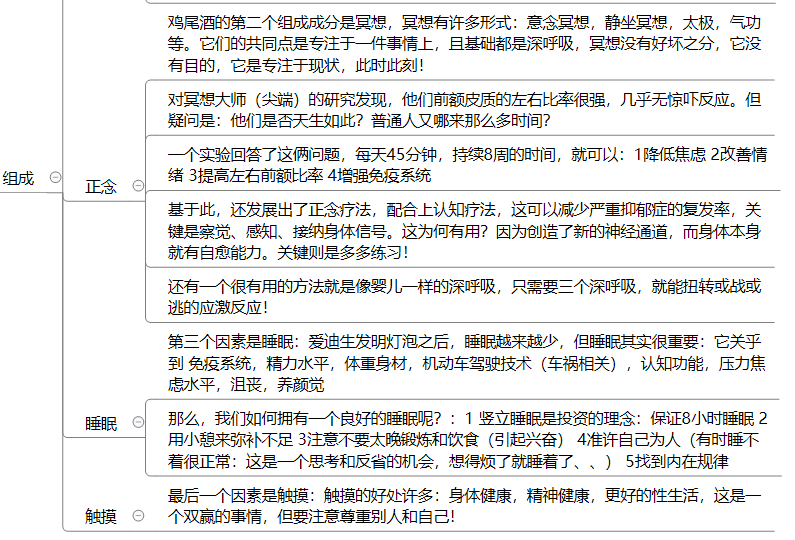 鸡尾酒的第二个组成成分是冥想，冥想有许多形式：意念冥想，静坐冥想，太极，气功
等。它们的共同点是专注于一件事情上，且基础都是深呼吸，冥想没有好坏之分，它没
有目的，它是专注于现状，此时此刻！
对冥想大师（尖端）的研究发现，他们前额皮质的左右比率很强，几乎无惊吓反应。但
疑问是：他们是否天生如此？普通人又哪来那么多时间？
一个实验回答了这俩问题，每天45分钟，持续8周的时间，就可以：1降低焦虑 2改善情
绪 3提高左右前额比率 4增强免疫系统
组成
正念
基于此，还发展出了正念疗法，配合上认知疗法，这可以减少严重抑郁症的复发率，关
键是察觉、感知、接纳身体信号。这为何有用？因为创造了新的神经通道，而身体本身
就有自愈能力。关键则是多多练习！
还有一个很有用的方法就是像婴儿一样的深呼吸，只需要三个深呼吸，就能扭转或战或
逃的应激反应！
第三个因素是睡眠：爱迪生发明灯泡之后，睡眠越来越少，但睡眠其实很重要：它关乎
到 免疫系统，精力水平，体重身材，机动车驾驶技术（车祸相关），认知功能，压力焦
虑水平，沮丧，养颜觉
睡眠
那么，我们如何拥有一个良好的睡眠呢？：1 竖立睡眠是投资的理念：保证8小时睡眠 2
用小憩来弥补不足 3注意不要太晚锻炼和饮食（引起兴奋） 4准许自己为人（有时睡不
着很正常：这是一个思考和反省的机会，想得烦了就睡着了、、） 5找到内在规律
触摸
最后一个因素是触摸：触摸的好处许多：身体健康，精神健康，更好的性生活，这是一
个双赢的事情，但要注意尊重别人和自己！